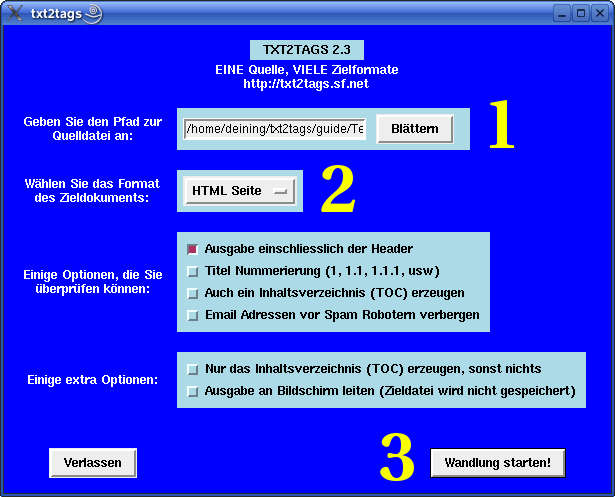 txt2tags
TXT2TAGS 2.3
EINE Quelle, VIELE Zielformate
http://txt2tags.sf.net
Geben Sie den Pfad zur
Quelldatei an:
/home/deining/txt2tags/guide/Te
Blättern
1
Wählen Sie das Format
des Zieldokuments:
HTML Seite
2
Einige Optionen, die Sie
überprüfen können:
Ausgabe einschliesslich der Header
Titel Nummerierung (1, 1.1, 1.1.1, usw)
Auch ein Inhaltsverzeichnis (TOC) erzeugen
Email Adressen vor Spam Robotern verbergen
Einige extra Optionen:
Nur das Inhaltsverzeichnis (TOC) erzeugen, sonst nichts
Ausgabe an Bildschirm leiten (Zieldatei wird nicht gespeichert)
Verlassen
3
Wandlung starten!